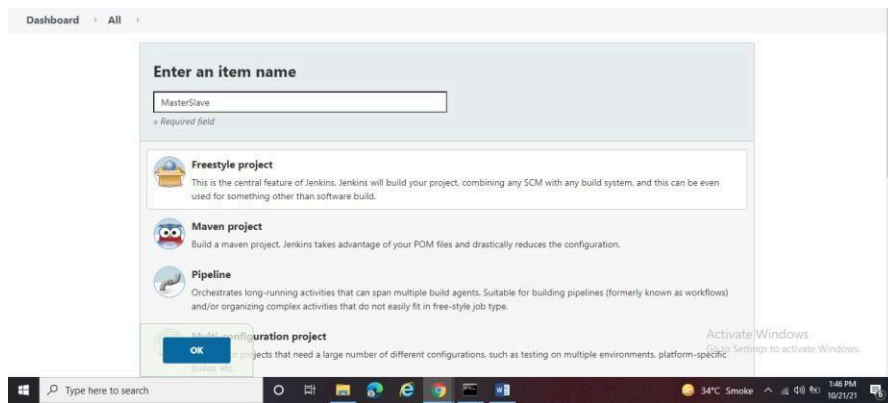 Dashboard All
Enter an item name
MasterSlave
» Required field
Freestyle project
This is the central feature of Jenkins. Jenkins will build your project, combining any SCM with any build system, and this can be even
used for something other than software build.
Maven project
Build a maven project. Jenkins takes advantage of your POM files and drastically reduces the configuration.
Pipeline
Orchestrates long-running activities that can span multiple build agents. Suitable for building pipelines (formerly known as workflows)
and/or organizing complex activities that do not easily fit in free-style job type.
Multi-configuration project
projects that need a large number of different configurations, such as testing on multiple environments, platform-specific
builds, etc.
OK
Activate Windows
Go to Settings to activate Windows.
Type here to search
34°C Smoke
1:46 PM
10/21/21